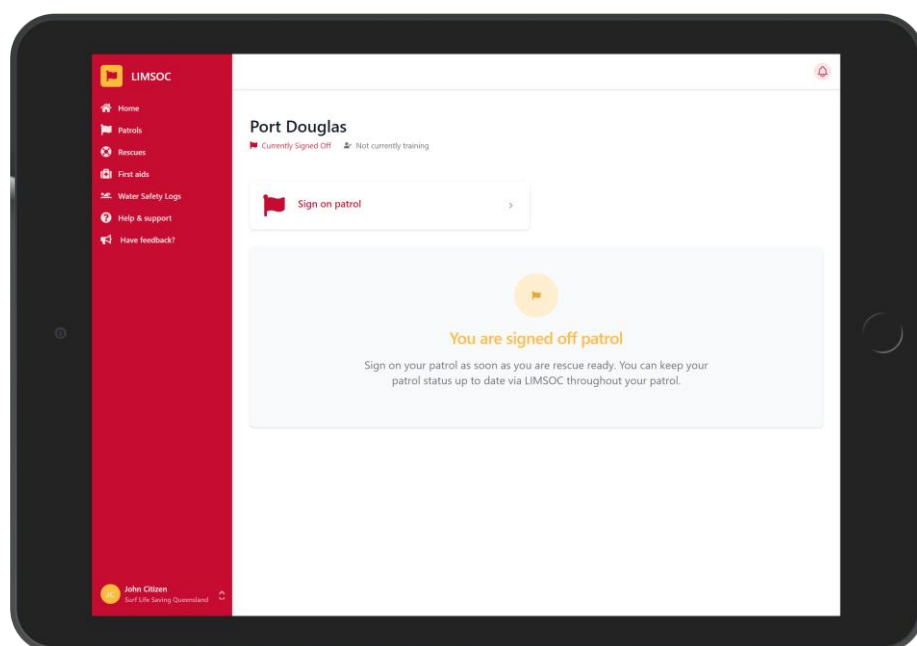 LIMSOC
Home
Patrols
Rescues
First aids
Water Safety Logs
Help & support
Have feedback?
Port Douglas
Currently Signed Off Not currently training
Sign on patrol
You are signed off patrol
Sign on your patrol as soon as you are rescue ready. You can keep your
patrol status up to date via LIMSOC throughout your patrol.
JC
John Citizen
Surf Life Saving Queensland